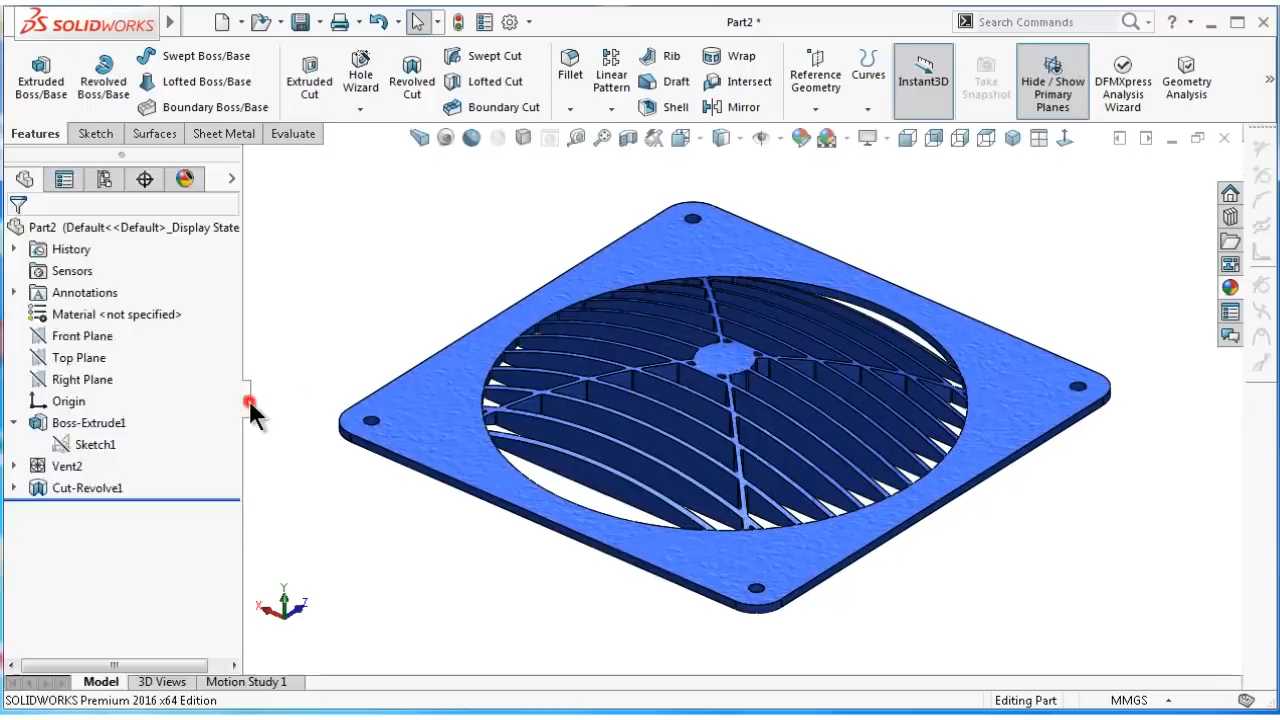 SOLIDWORKS
Part2 *
Search Commands
Extruded Boss/Base
Revolved Boss/Base
Swept Boss/Base
Lofted Boss/Base
Boundary Boss/Base
Extruded Cut
Hole Wizard
Revolved Cut
Swept Cut
Lofted Cut
Boundary Cut
Fillet
Linear Pattern
Rib
Draft
Shell
Wrap
Intersect
Mirror
Reference Geometry
Curves
Instant3D
Take Snapshot
Hide / Show Primary Planes
DFMXpress Analysis Wizard
Geometry Analysis
Features
Sketch
Surfaces
Sheet Metal
Evaluate
Part2 (Default<<Default>_Display State
History
Sensors
Annotations
Material <not specified>
Front Plane
Top Plane
Right Plane
Origin
Boss-Extrude1
Sketch1
Vent2
Cut-Revolve1
Y
X
Z
Model
3D Views
Motion Study 1
SOLIDWORKS Premium 2016 x64 Edition
Editing Part
MMGS